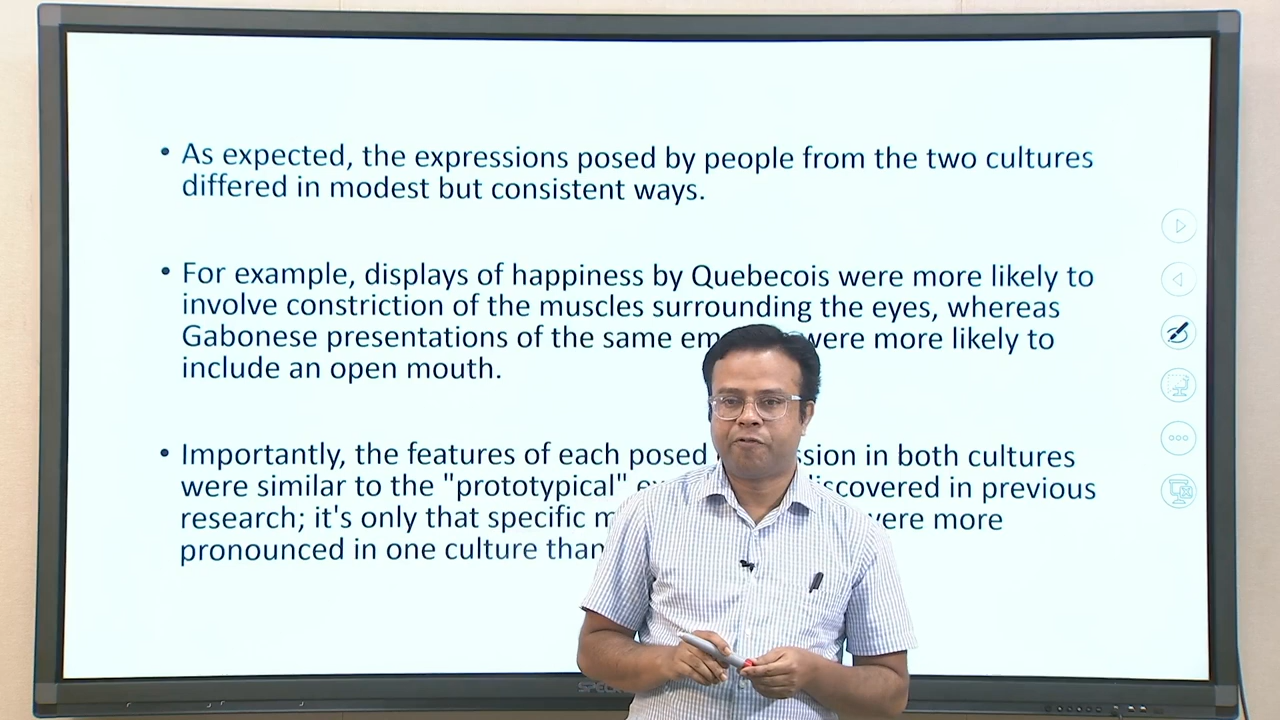 • As expected, the expressions posed by people from the two cultures
differed in modest but consistent ways.
• For example, displays of happiness by Quebecois were more likely to
involve constriction of the muscles surrounding the eyes, whereas
Gabonese presentations of the same were more likely to
include an open mouth.
• Importantly, the features of each posed in both cultures
were similar to the "prototypical" discovered in previous
research; it's only that specific were more
pronounced in one culture than